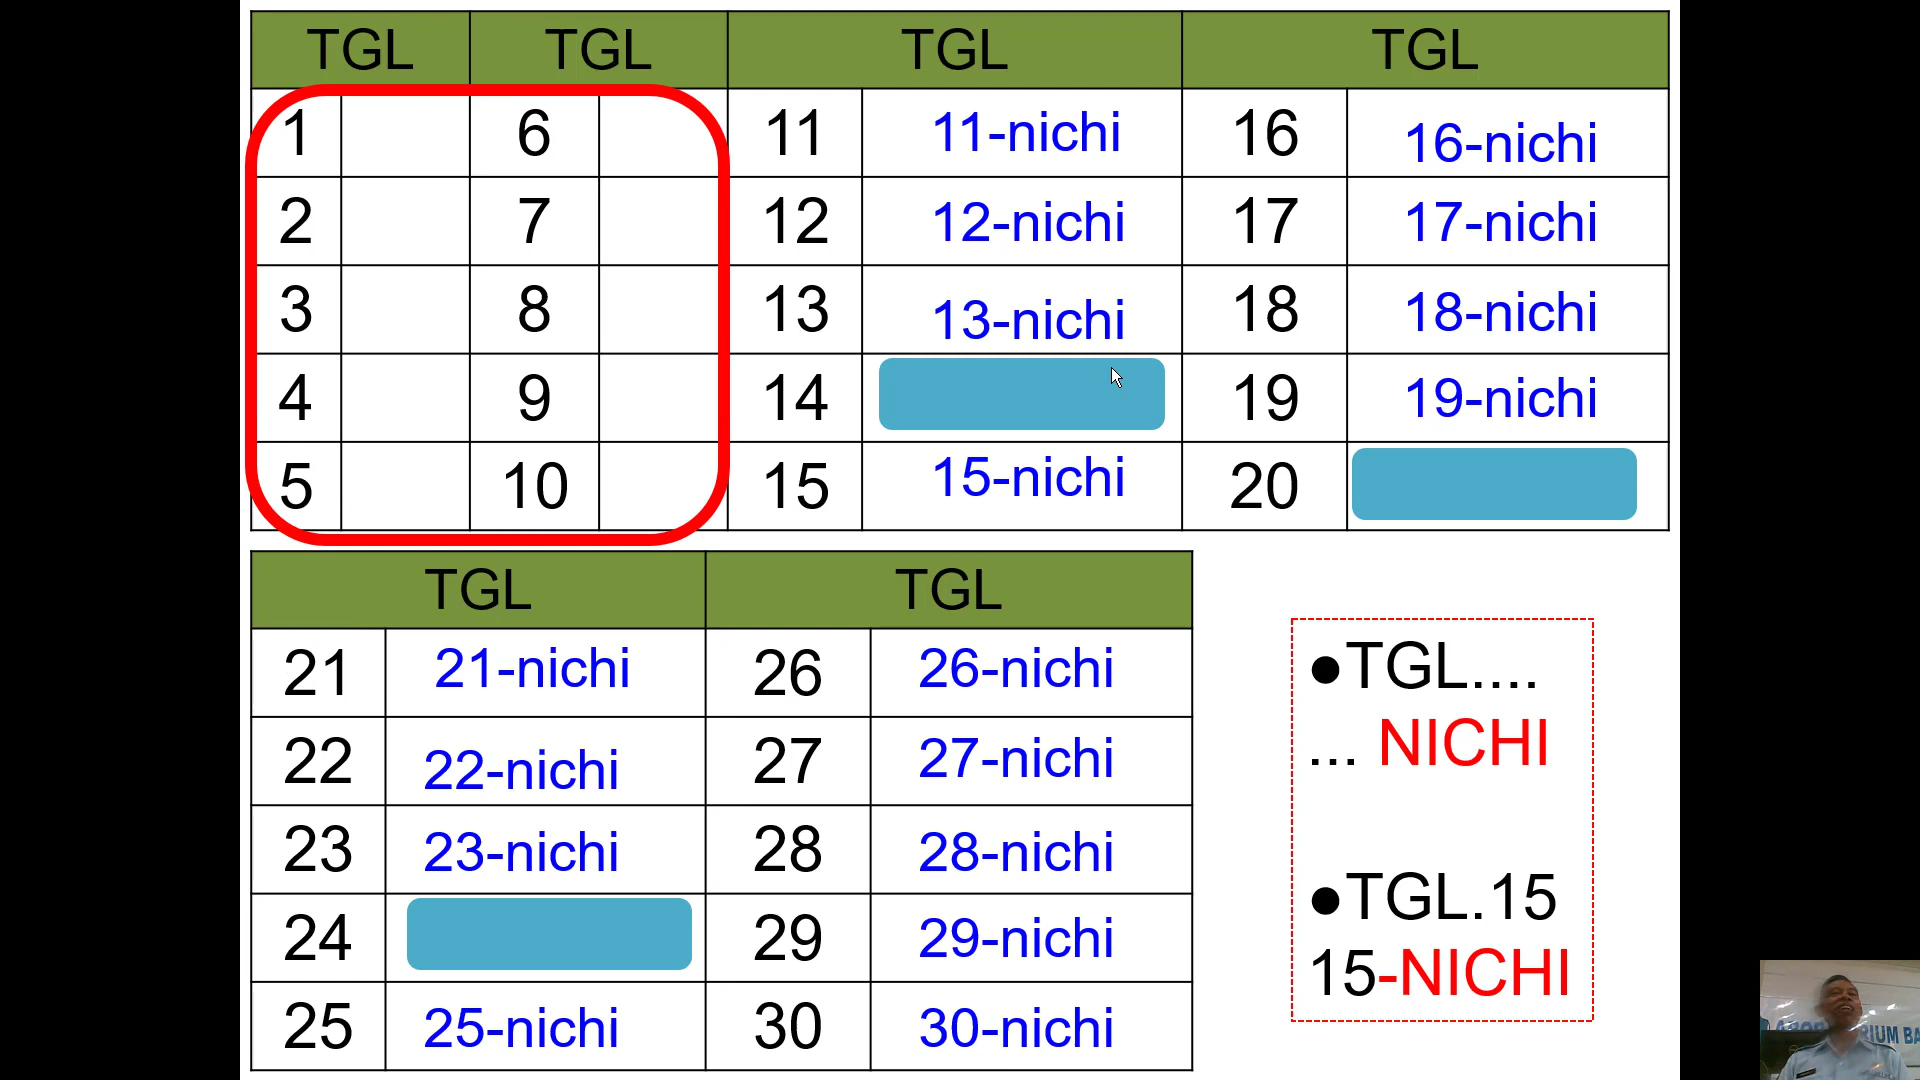 TGL TGL TGL TGL
1 6 11 11-nichi 16 16-nichi
2 7 12 12-nichi 17 17-nichi
3 8 13 13-nichi 18 18-nichi
4 9 14 19 19-nichi
5 10 15 15-nichi 20
TGL TGL
21 21-nichi 26 26-nichi
22 22-nichi 27 27-nichi
23 23-nichi 28 28-nichi
24 29 29-nichi
25 25-nichi 30 30-nichi
●TGL....
... NICHI
●TGL.15
15-NICHI